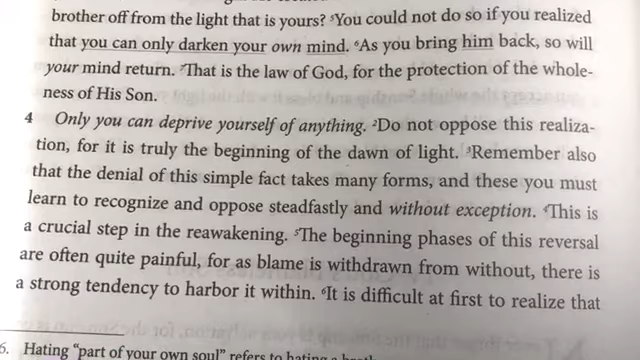 brother off from the light that is yours? ⁵You could not do so if you realized
that you can only darken your own mind. ⁶As you bring him back, so will
your mind return. ⁷That is the law of God, for the protection of the whole-
ness of His Son.
4 Only you can deprive yourself of anything. ²Do not oppose this realiza-
tion, for it is truly the beginning of the dawn of light. ³Remember also
that the denial of this simple fact takes many forms, and these you must
learn to recognize and oppose steadfastly and without exception. ⁴This is
a crucial step in the reawakening. ⁵The beginning phases of this reversal
are often quite painful, for as blame is withdrawn from without, there is
a strong tendency to harbor it within. ⁶It is difficult at first to realize that
6. Hating "part of your own soul" refers to hating a